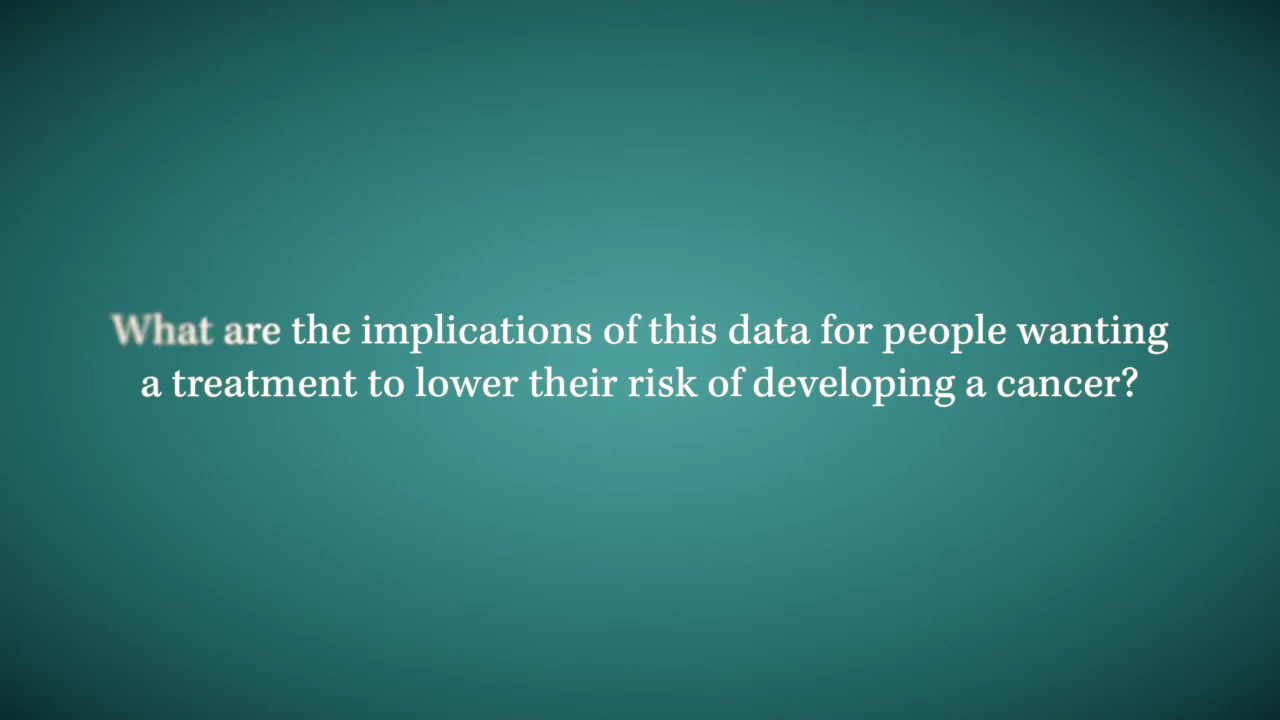 What are the implications of this data for people wanting
a treatment to lower their risk of developing a cancer?